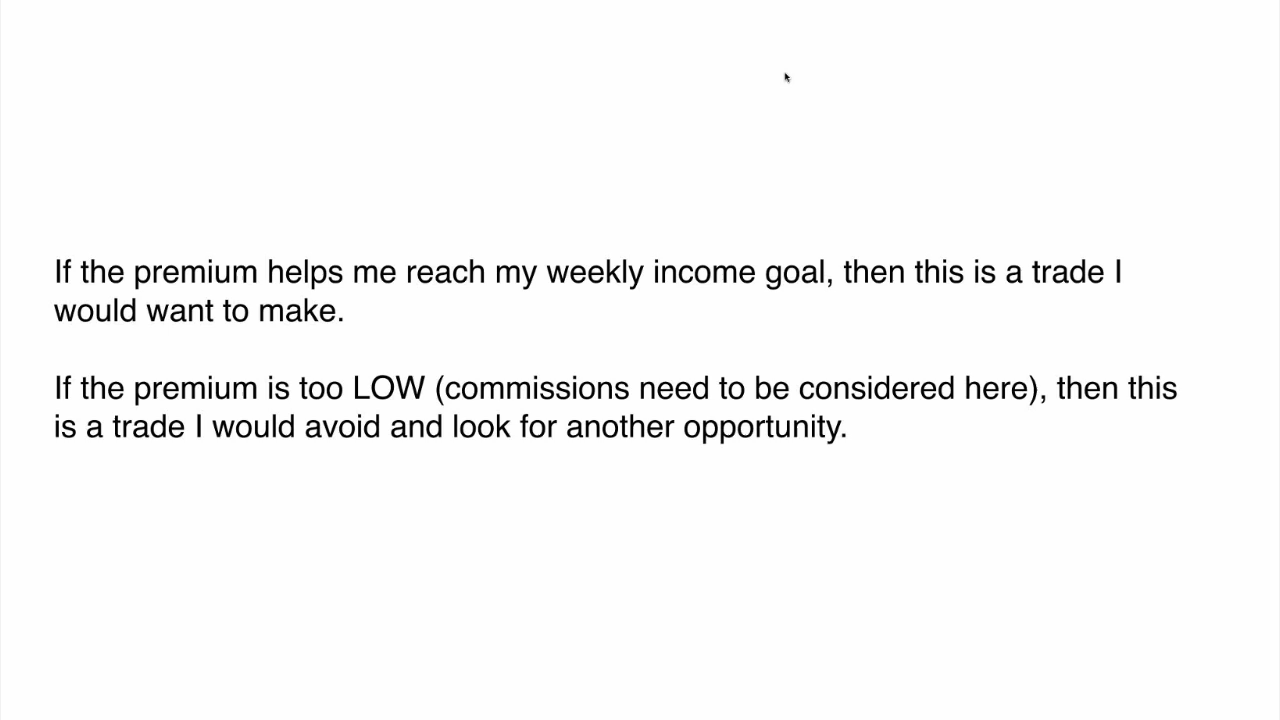 If the premium helps me reach my weekly income goal, then this is a trade I
would want to make.
If the premium is too LOW (commissions need to be considered here), then this
is a trade I would avoid and look for another opportunity.